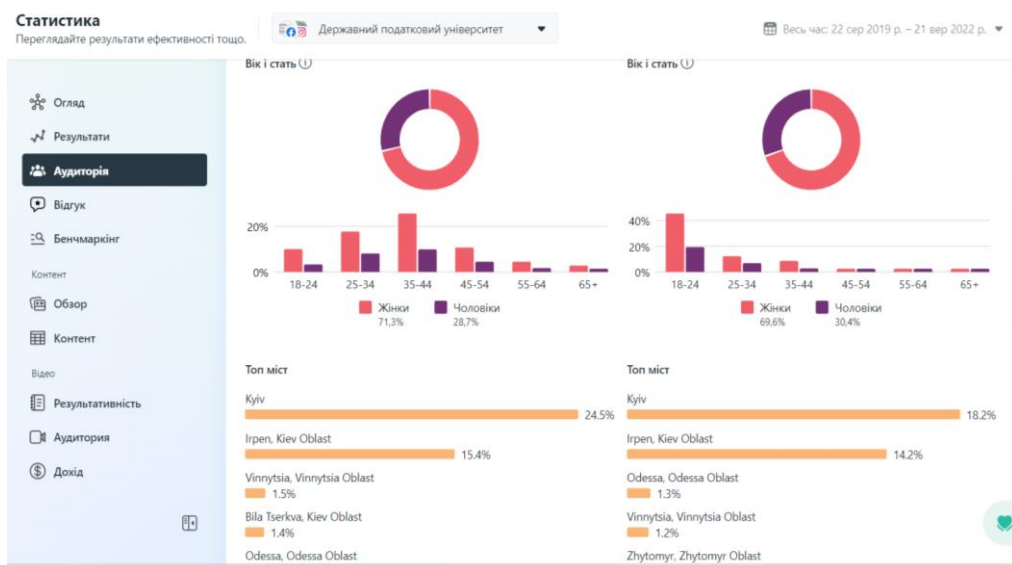 Статистика
Переглядайте результати ефективності тощо.
Державний податковий університет
Весь час: 22 сер 2019 р. – 21 вер 2022 р.
Огляд
Результати
Аудиторія
Відгук
Бенчмаркінг
Контент
Обзор
Контент
Відео
Результативність
Аудитория
Дохід
Вік і стать
20%
0%
18-24 25-34 35-44 45-54 55-64 65+
Жінки Чоловіки
71,3% 28,7%
Топ міст
Kyiv
24.5%
Irpen, Kiev Oblast
15.4%
Vinnytsia, Vinnytsia Oblast
1.5%
Bila Tserkva, Kiev Oblast
1.4%
Odessa, Odessa Oblast
Вік і стать
40%
20%
0%
18-24 25-34 35-44 45-54 55-64 65+
Жінки Чоловіки
69,6% 30,4%
Топ міст
Kyiv
18.2%
Irpen, Kiev Oblast
14.2%
Odessa, Odessa Oblast
1.3%
Vinnytsia, Vinnytsia Oblast
1.2%
Zhytomyr, Zhytomyr Oblast